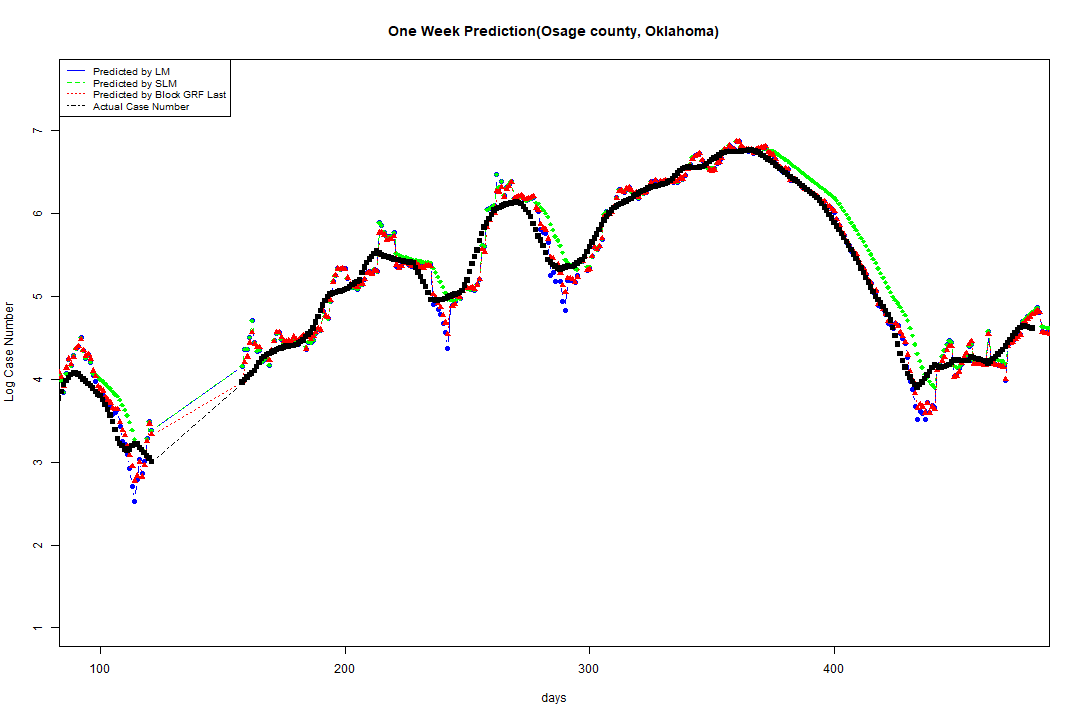 One Week Prediction(Osage county, Oklahoma)
Predicted by LM
Predicted by SLM
Predicted by Block GRF Last
Actual Case Number
Log Case Number
7
6
5
4
3
2
1
100 200 300 400
days